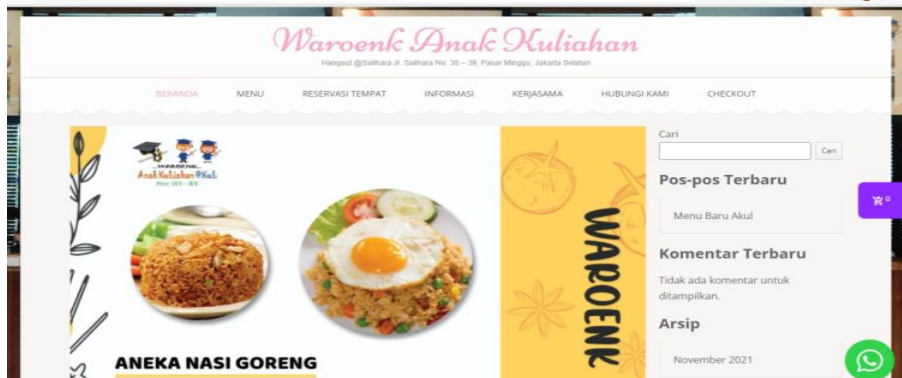 Waroenk Anak Kuliahan
Hangout @Salihara Jl. Salihara No. 38 – 39, Pasar Minggu, Jakarta Selatan
BERANDA MENU RESERVASI TEMPAT INFORMASI KERJASAMA HUBUNGI KAMI CHECKOUT
WAROENK
Anak Kuliahan @Kul
ANEKA NASI GORENG
WAROENK
Cari
Cari
Pos-pos Terbaru
Menu Baru Akul
Komentar Terbaru
Tidak ada komentar untuk
ditampilkan.
Arsip
November 2021
0